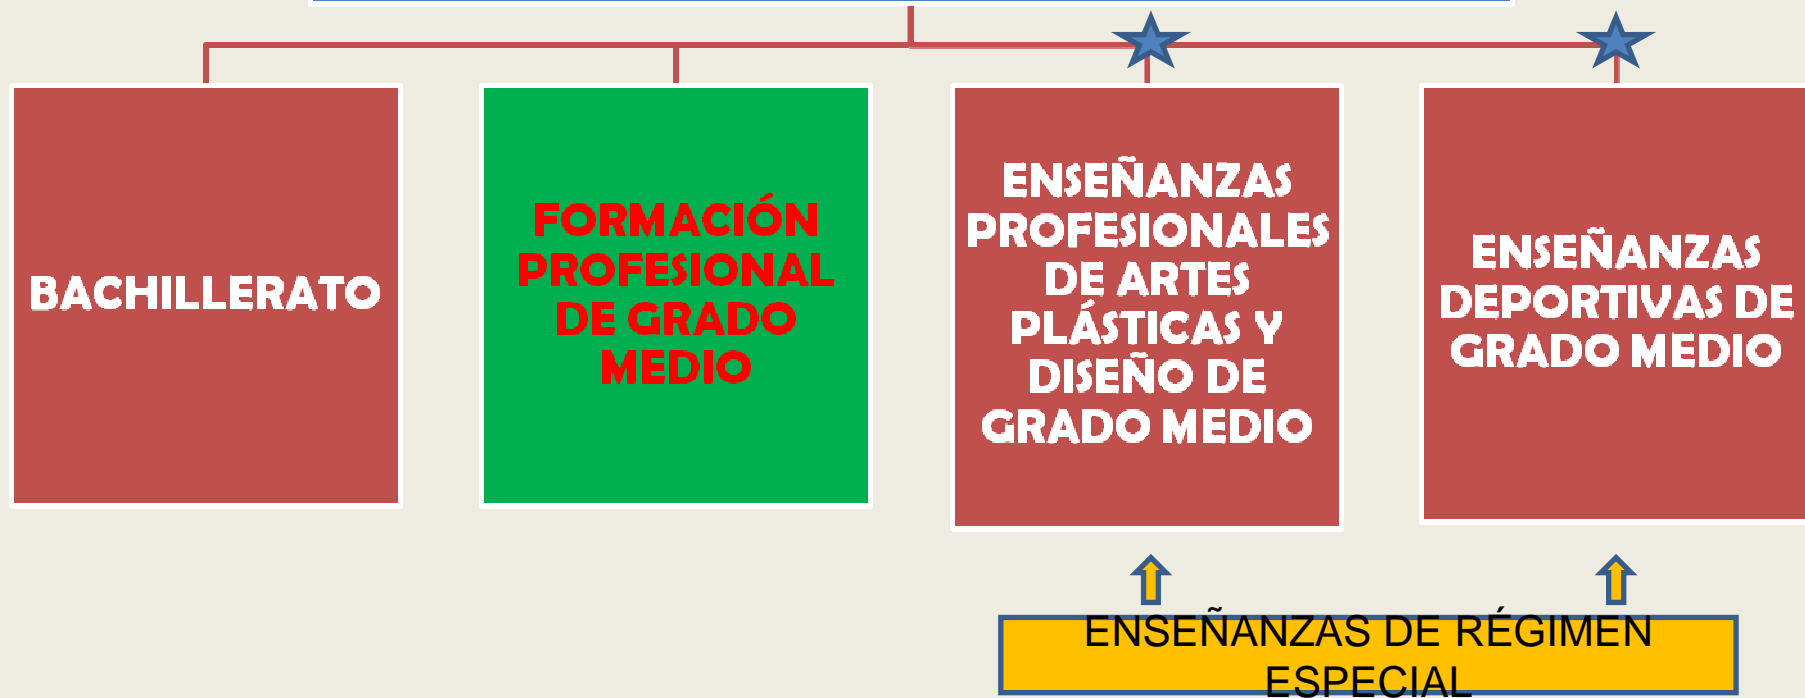 BACHILLERATO
FORMACIÓN
PROFESIONAL
DE GRADO
MEDIO
ENSEÑANZAS
PROFESIONALES
DE ARTES
PLÁSTICAS Y
DISEÑO DE
GRADO MEDIO
ENSEÑANZAS
DEPORTIVAS DE
GRADO MEDIO
ENSEÑANZAS DE RÉGIMEN
ESPECIAL